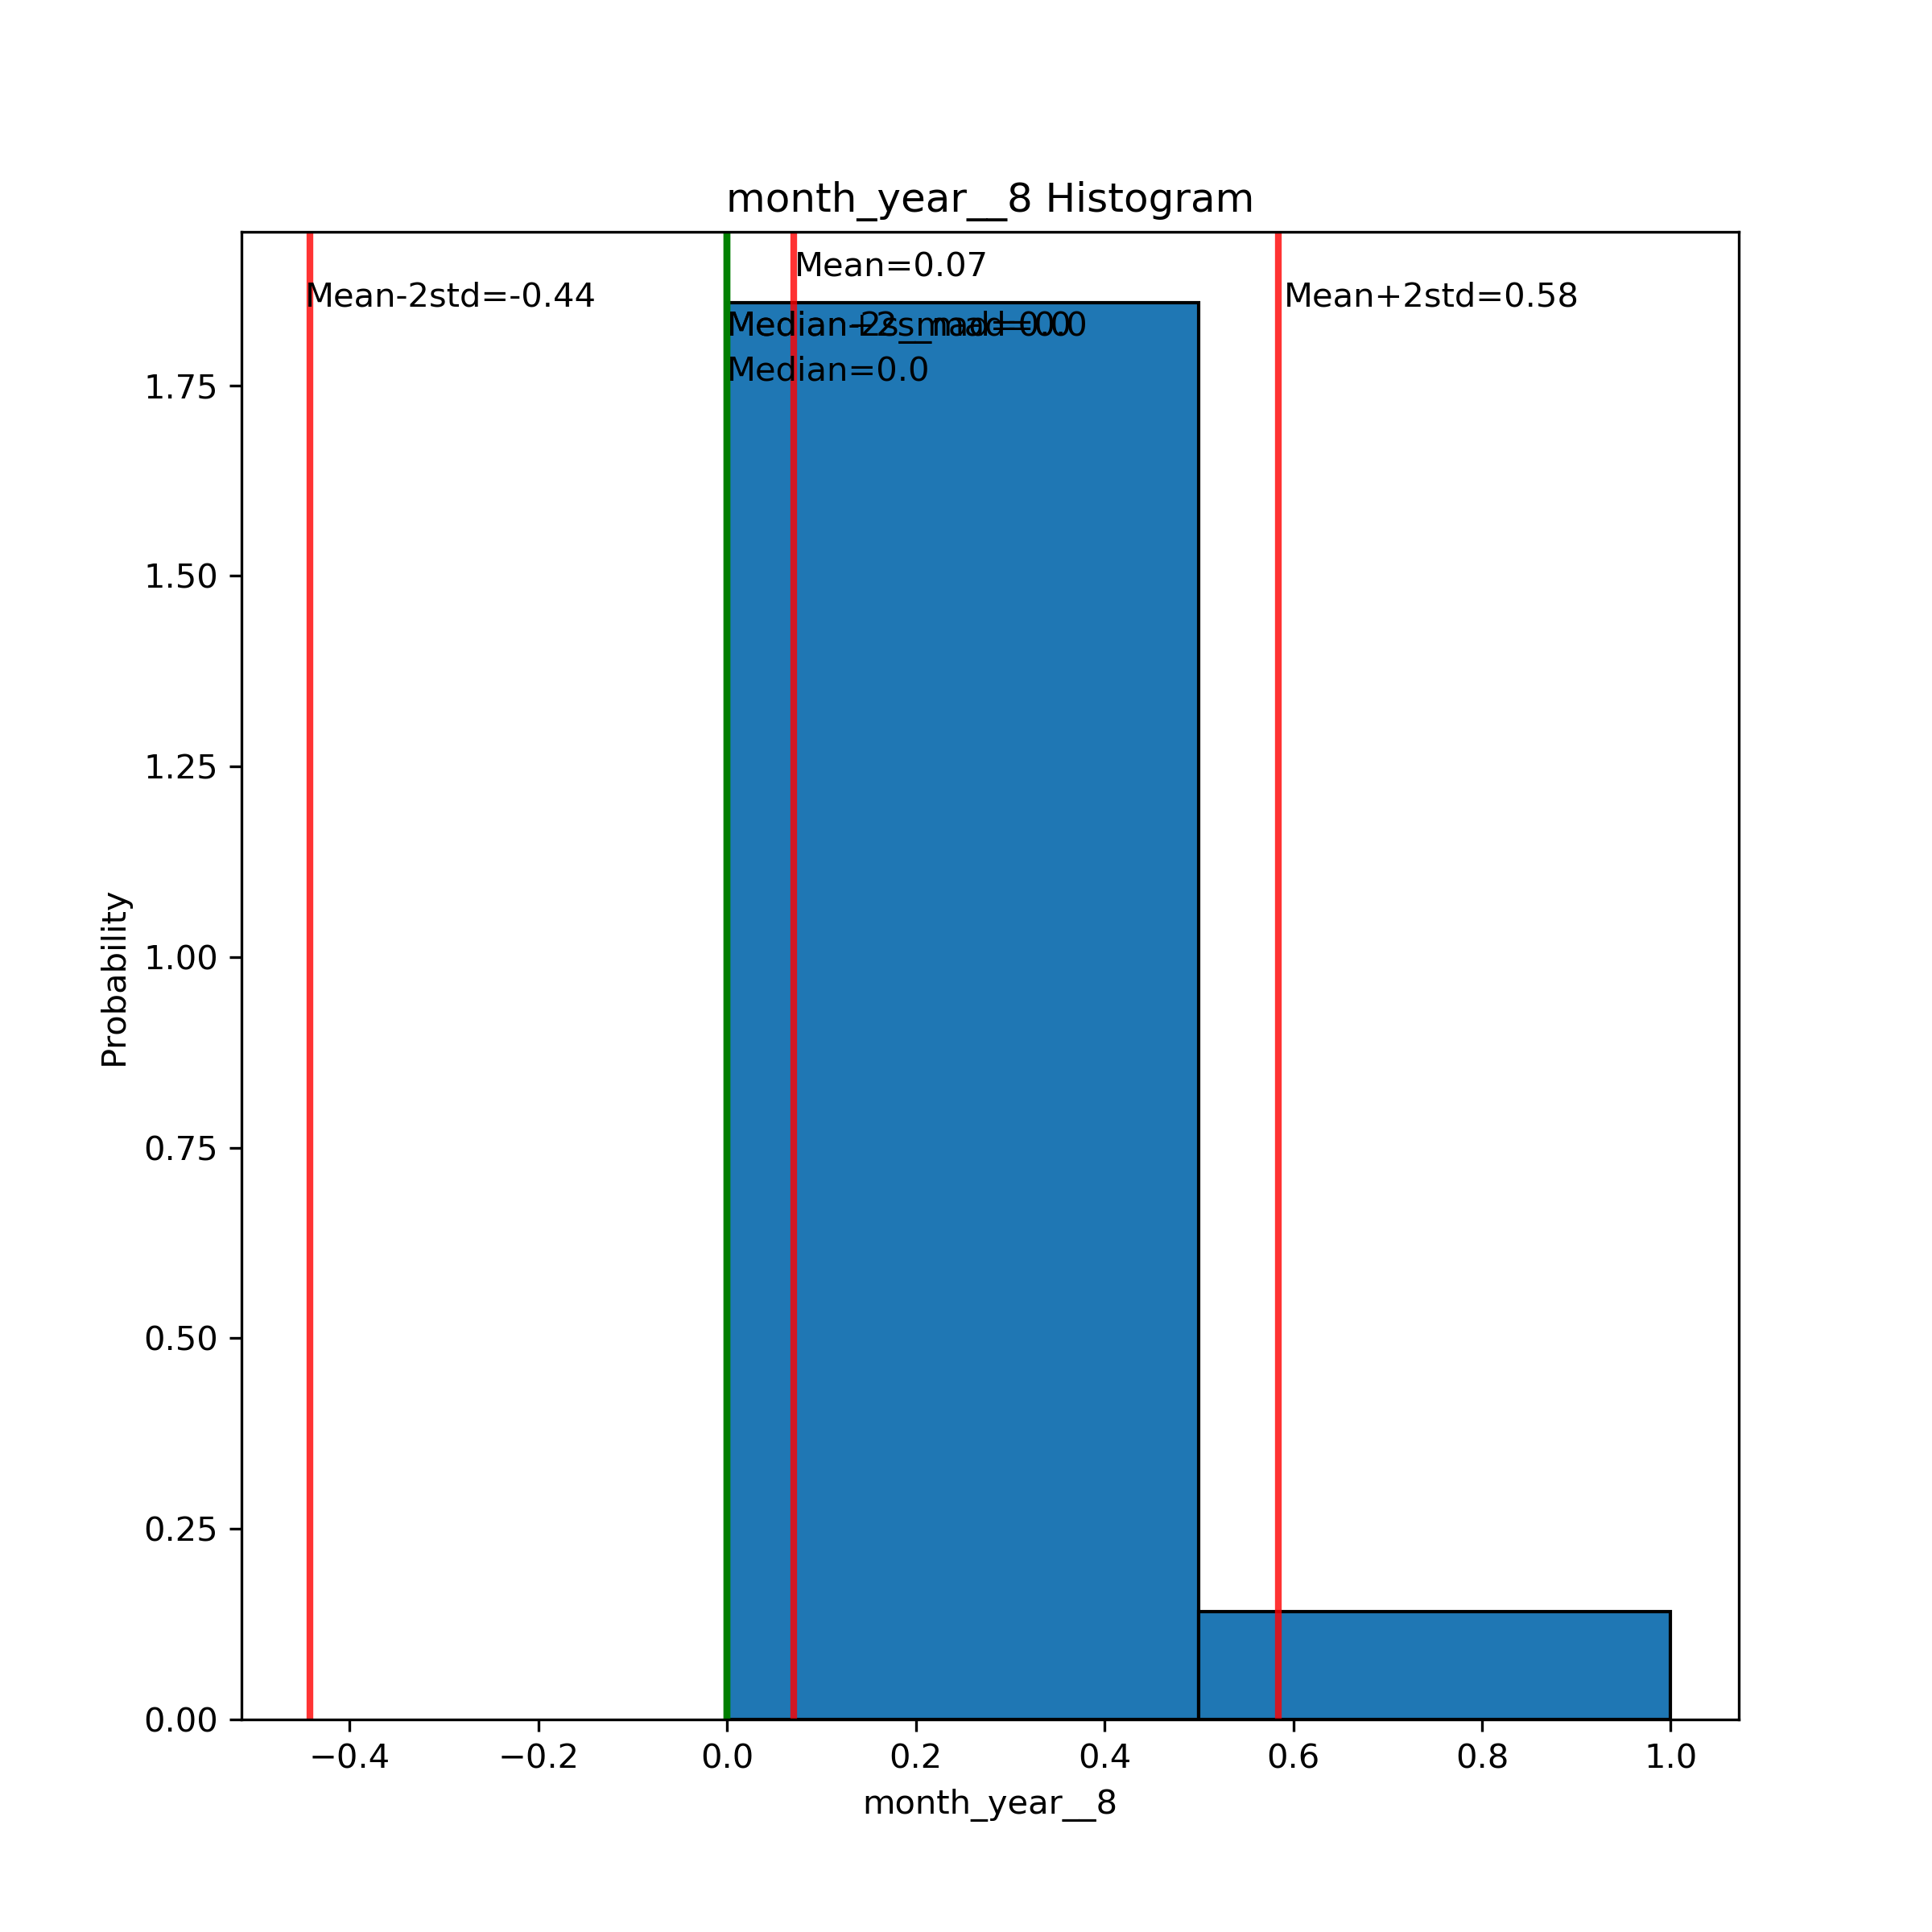 month_year__8 Histogram
Mean=0.07
Mean-2std=-0.44
Mean+2std=0.58
Median=0.0
1.75
1.50
1.25
1.00
0.75
0.50
0.25
0.00
Probability
−0.4 −0.2 0.0 0.2 0.4 0.6 0.8 1.0
month_year__8